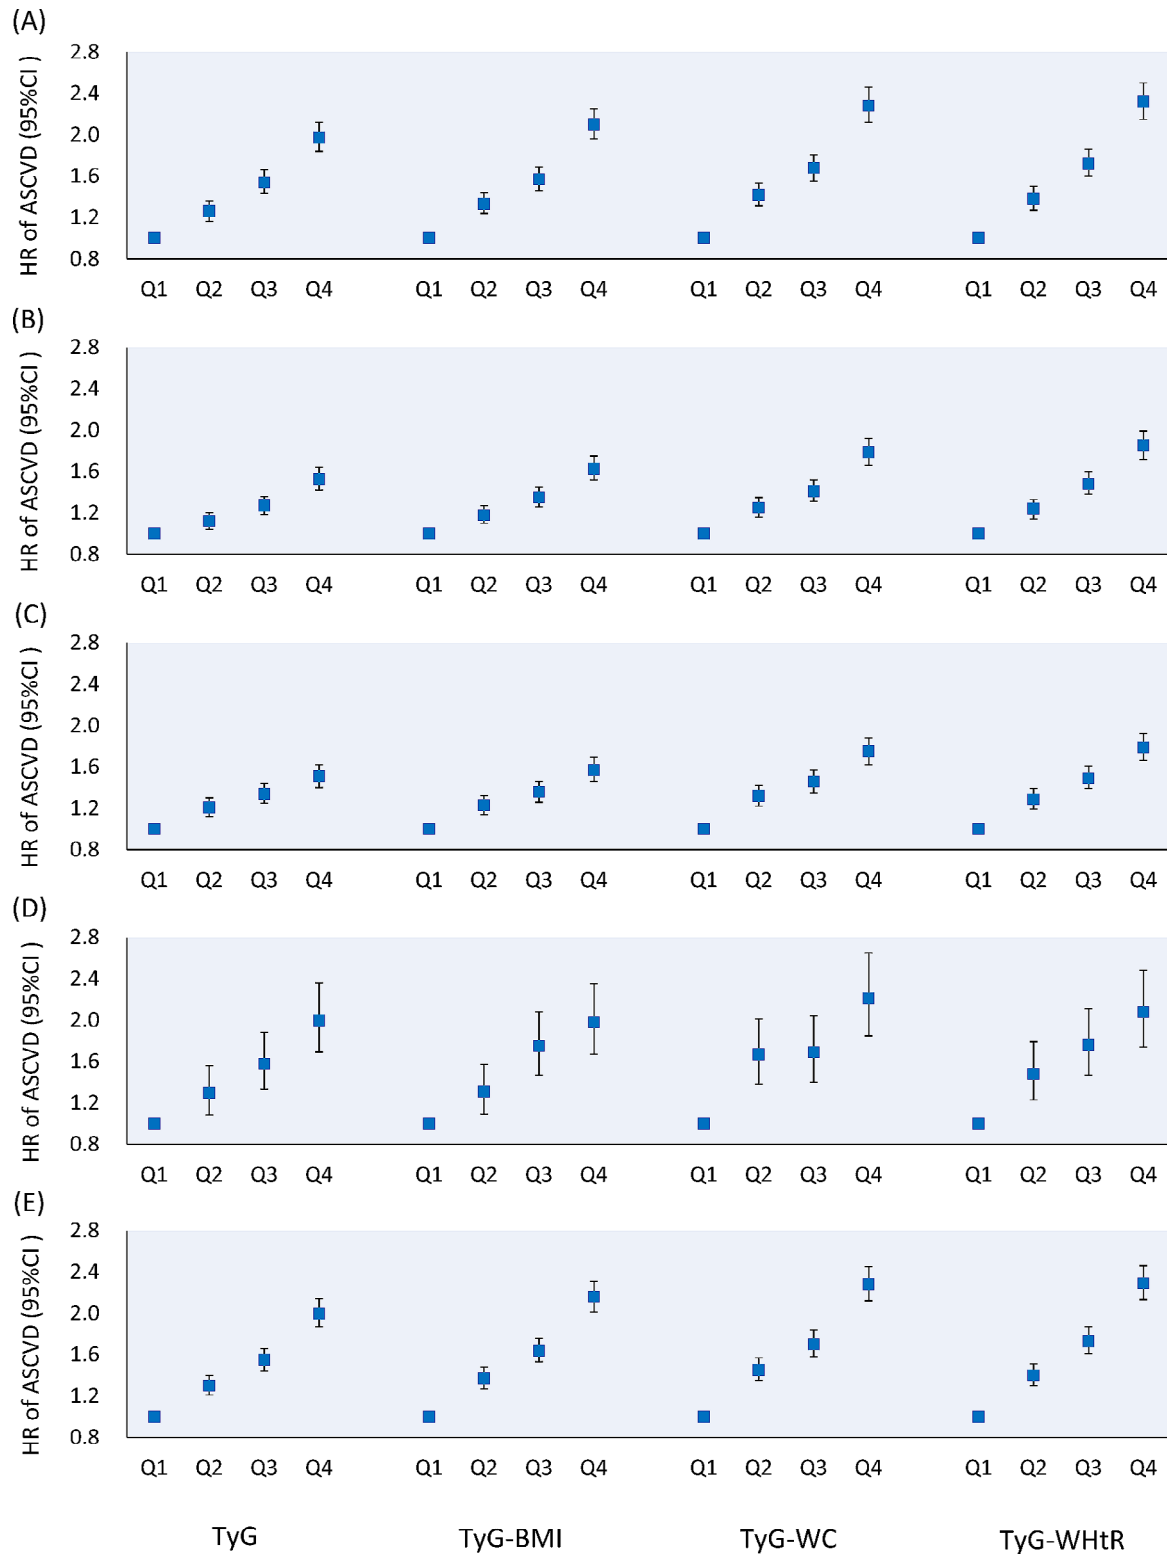 (A)
HR of ASCVD (95%CI )
2.8
2.4
2.0
1.6
1.2
0.8
Q1 Q2 Q3 Q4 Q1 Q2 Q3 Q4 Q1 Q2 Q3 Q4 Q1 Q2 Q3 Q4
(B)
HR of ASCVD (95%CI )
2.8
2.4
2.0
1.6
1.2
0.8
Q1 Q2 Q3 Q4 Q1 Q2 Q3 Q4 Q1 Q2 Q3 Q4 Q1 Q2 Q3 Q4
(C)
HR of ASCVD (95%CI )
2.8
2.4
2.0
1.6
1.2
0.8
Q1 Q2 Q3 Q4 Q1 Q2 Q3 Q4 Q1 Q2 Q3 Q4 Q1 Q2 Q3 Q4
(D)
HR of ASCVD (95%CI )
2.8
2.4
2.0
1.6
1.2
0.8
Q1 Q2 Q3 Q4 Q1 Q2 Q3 Q4 Q1 Q2 Q3 Q4 Q1 Q2 Q3 Q4
(E)
HR of ASCVD (95%CI )
2.8
2.4
2.0
1.6
1.2
0.8
Q1 Q2 Q3 Q4 Q1 Q2 Q3 Q4 Q1 Q2 Q3 Q4 Q1 Q2 Q3 Q4
TyG TyG-BMI TyG-WC TyG-WHtR